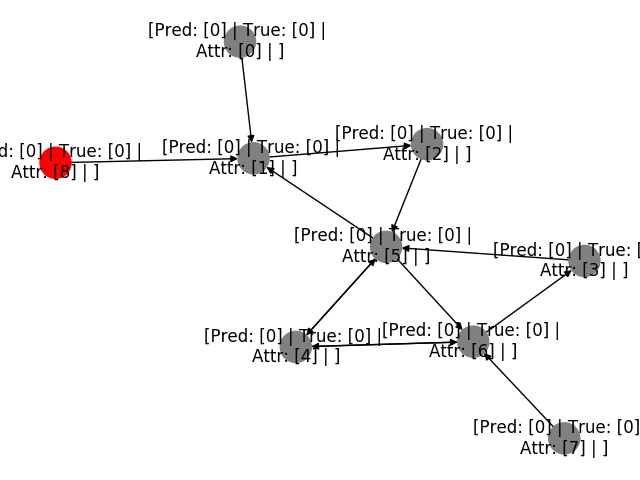 [Pred: [0] | True: [0] |
Attr: [0] | ]
d: [0] | True: [0] |
Attr: [8] | ]
[Pred: [0] | True: [0] |
Attr: [1] | ]
[Pred: [0] | True: [0] |
Attr: [2] | ]
[Pred: [0] | True: [0] |
Attr: [5] | ]
[Pred: [0] | True: [
Attr: [3] | ]
[Pred: [0] | True: [0] |
Attr: [4] | ]
[Pred: [0] | True: [0] |
Attr: [6] | ]
[Pred: [0] | True: [0]
Attr: [7] | ]